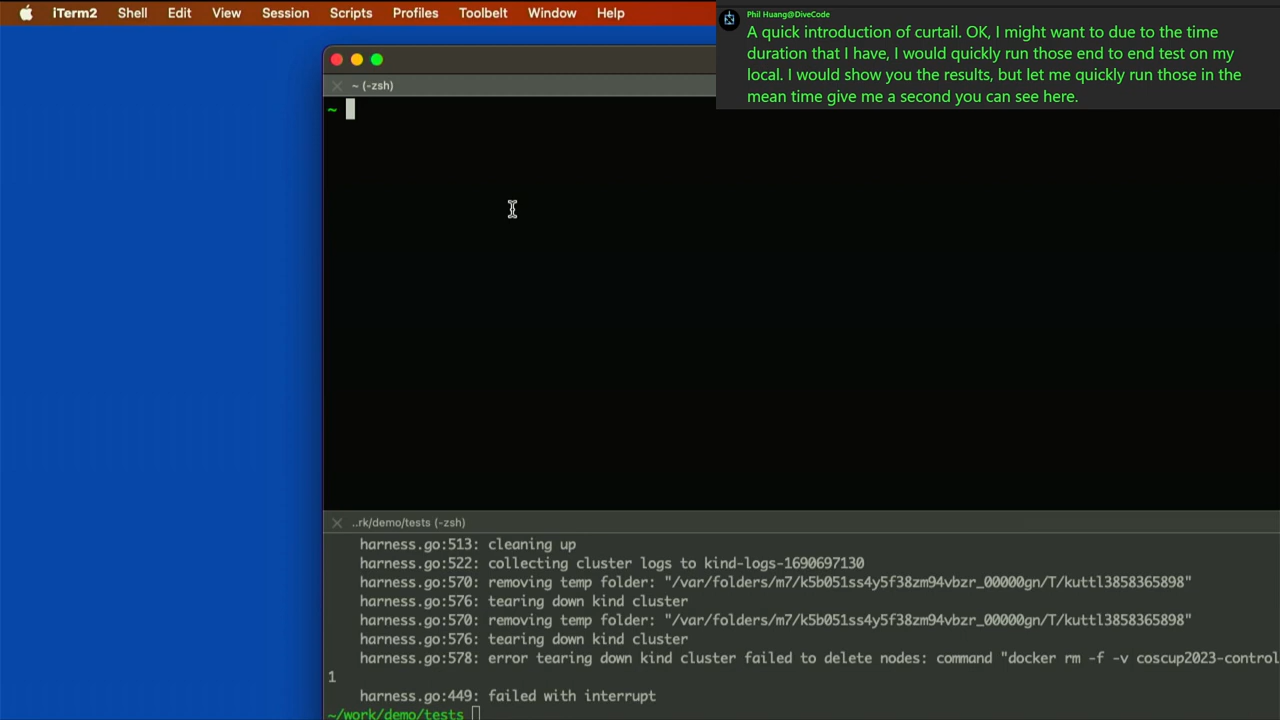 iTerm2 Shell Edit View Session Scripts Profiles Toolbelt Window Help
Phil Huang@DiveCode
A quick introduction of curtail. OK, I might want to due to the time
duration that I have, I would quickly run those end to end test on my
local. I would show you the results, but let me quickly run those in the
mean time give me a second you can see here.
~ (-zsh)
~
..rk/demo/tests (-zsh)
harness.go:513: cleaning up
harness.go:522: collecting cluster logs to kind-logs-1690697130
harness.go:570: removing temp folder: "/var/folders/m7/k5b051ss4y5f38zm94vbzr_00000gn/T/kuttl3858365898"
harness.go:576: tearing down kind cluster
harness.go:570: removing temp folder: "/var/folders/m7/k5b051ss4y5f38zm94vbzr_00000gn/T/kuttl3858365898"
harness.go:576: tearing down kind cluster
harness.go:578: error tearing down kind cluster failed to delete nodes: command "docker rm -f -v coscup2023-control
1
harness.go:449: failed with interrupt
~/work/demo/tests